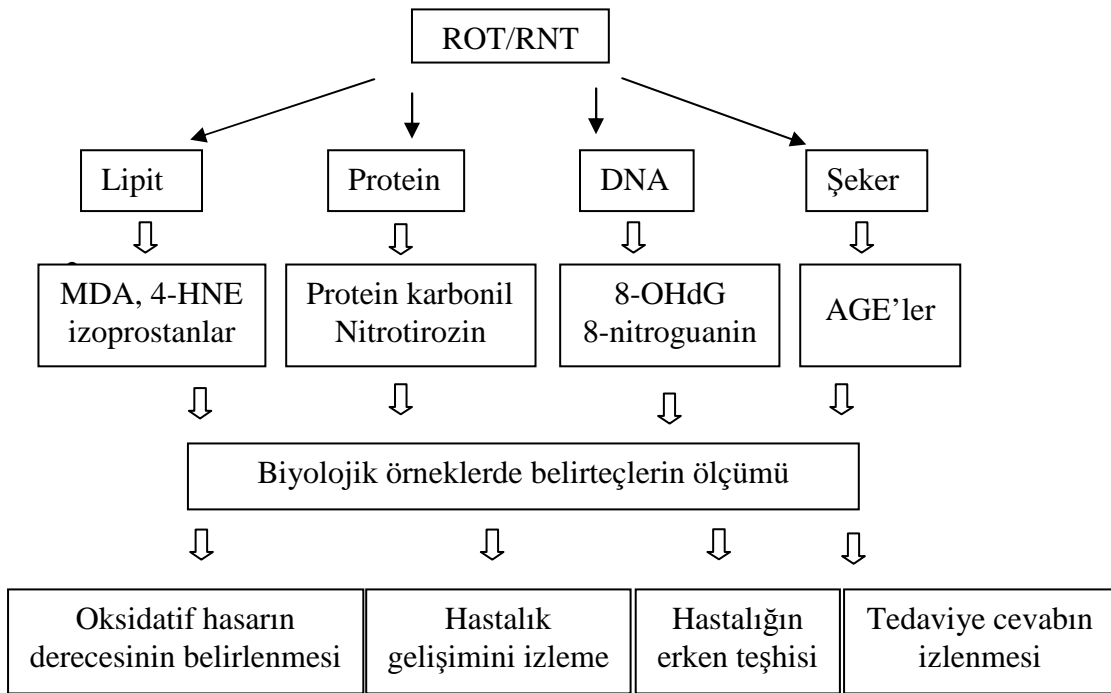 ROT/RNT
Lipit
Protein
DNA
Şeker
MDA, 4-HNE
izoprostanlar
Protein karbonil
Nitrotirozin
8-OHdG
8-nitroguanin
AGE’ler
Biyolojik örneklerde belirteçlerin ölçümü
Oksidatif hasarın
derecesinin belirlenmesi
Hastalık
gelişimini izleme
Hastalığın
erken teşhisi
Tedaviye cevabın
izlenmesi